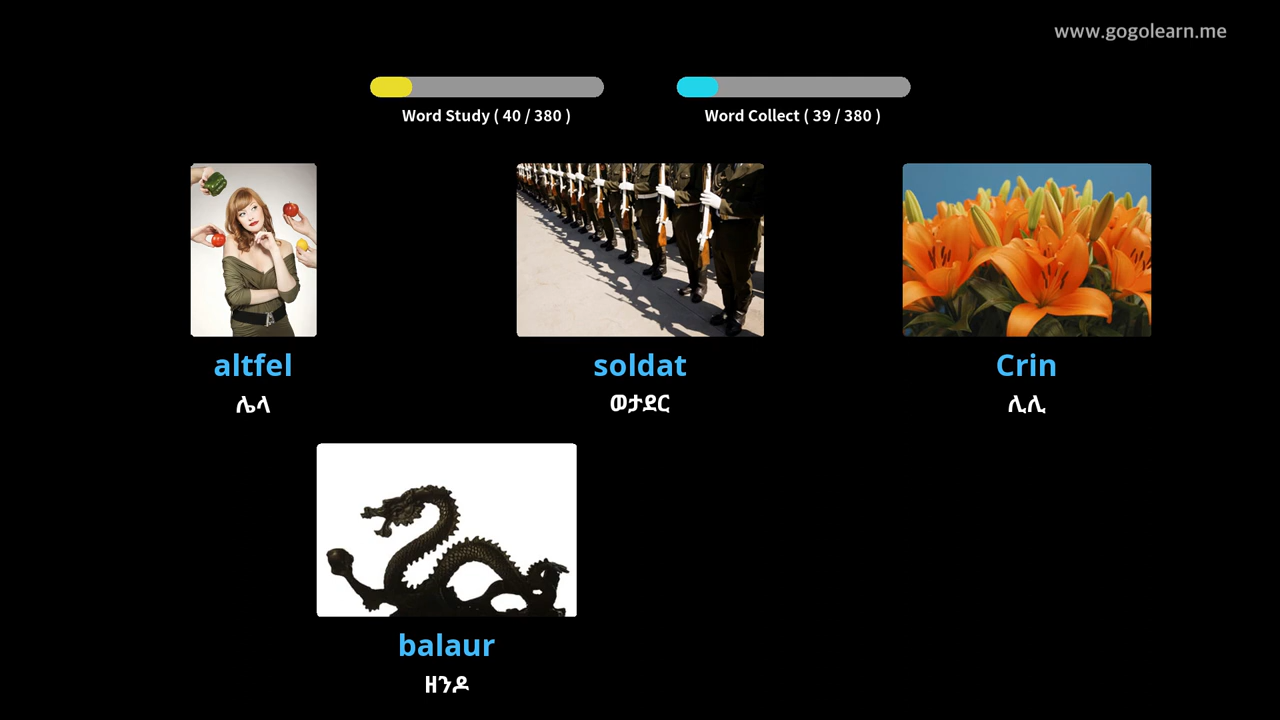 www.gogolearn.me
Word Study ( 40 / 380 )
Word Collect ( 39 / 380 )
altfel
soldat
Crin
ሌላ
ወታደር
ሊሊ
balaur
ዘንዶ